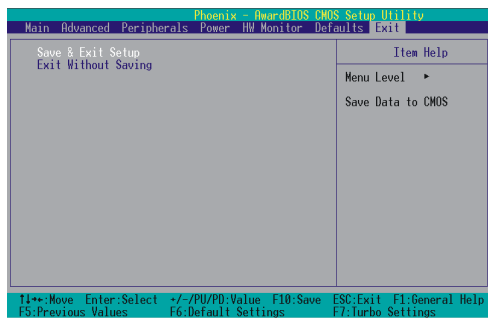 Phoenix - AwardBIOS CMOS Setup Utility
Main Advanced Peripherals Power HW Monitor Defaults Exit
Save & Exit Setup
Exit Without Saving
Item Help
Menu Level ►
Save Data to CMOS
↑↓→←:Move Enter:Select +/-/PU/PD:Value F10:Save ESC:Exit F1:General Help
F5:Previous Values F6:Default Settings F7:Turbo Settings